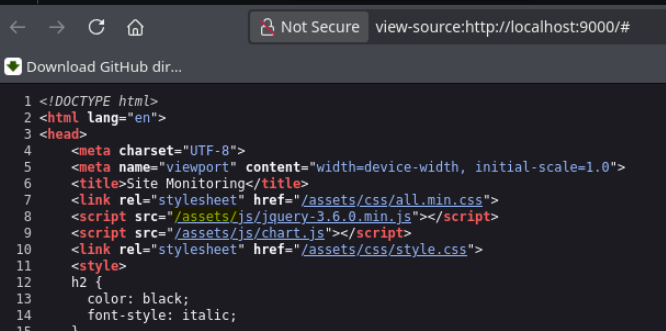 Not Secure view-source:http://localhost:9000/#
Download GitHub dir...
1 <!DOCTYPE html>
2 <html lang="en">
3 <head>
4     <meta charset="UTF-8">
5     <meta name="viewport" content="width=device-width, initial-scale=1.0">
6     <title>Site Monitoring</title>
7     <link rel="stylesheet" href="/assets/css/all.min.css">
8     <script src="/assets/js/jquery-3.6.0.min.js"></script>
9     <script src="/assets/js/chart.js"></script>
10     <link rel="stylesheet" href="/assets/css/style.css">
11     <style>
12     h2 {
13       color: black;
14       font-style: italic;
15     }